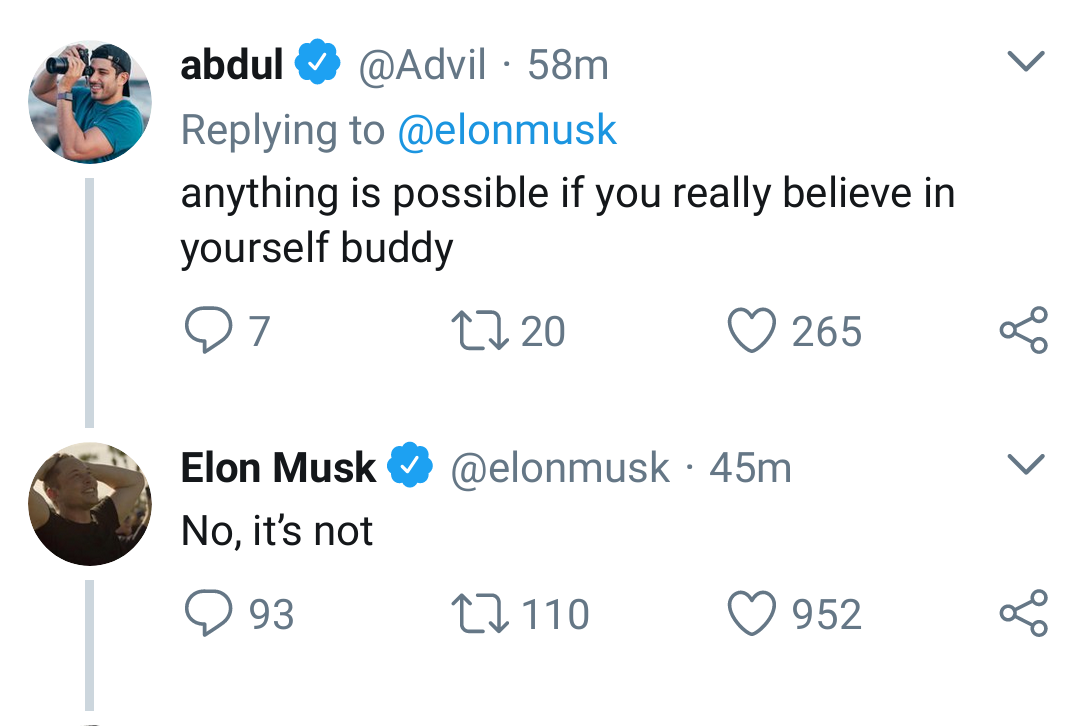 abdul @Advil · 58m
Replying to @elonmusk
anything is possible if you really believe in
yourself buddy
7 20 265
Elon Musk @elonmusk · 45m
No, it’s not
93 110 952